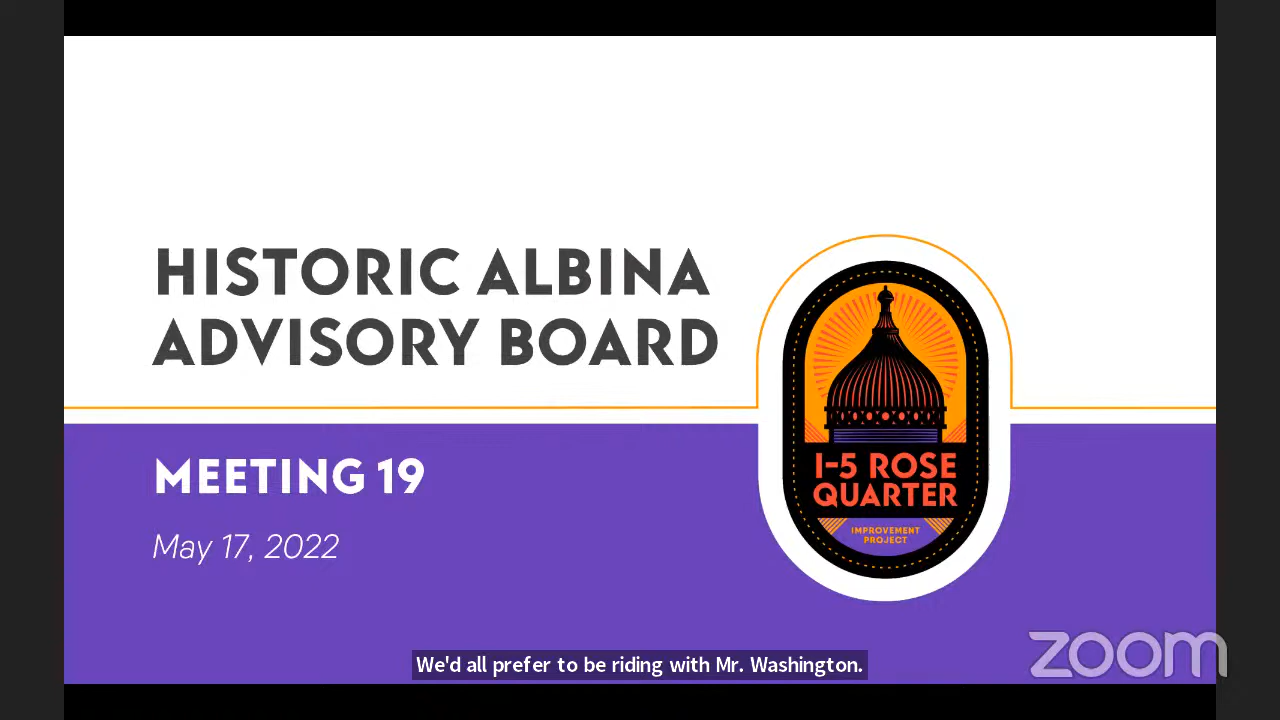 HISTORIC ALBINA
ADVISORY BOARD
MEETING 19
May 17, 2022
I-5 ROSE
QUARTER
IMPROVEMENT
PROJECT
We'd all prefer to be riding with Mr. Washington.
zoom